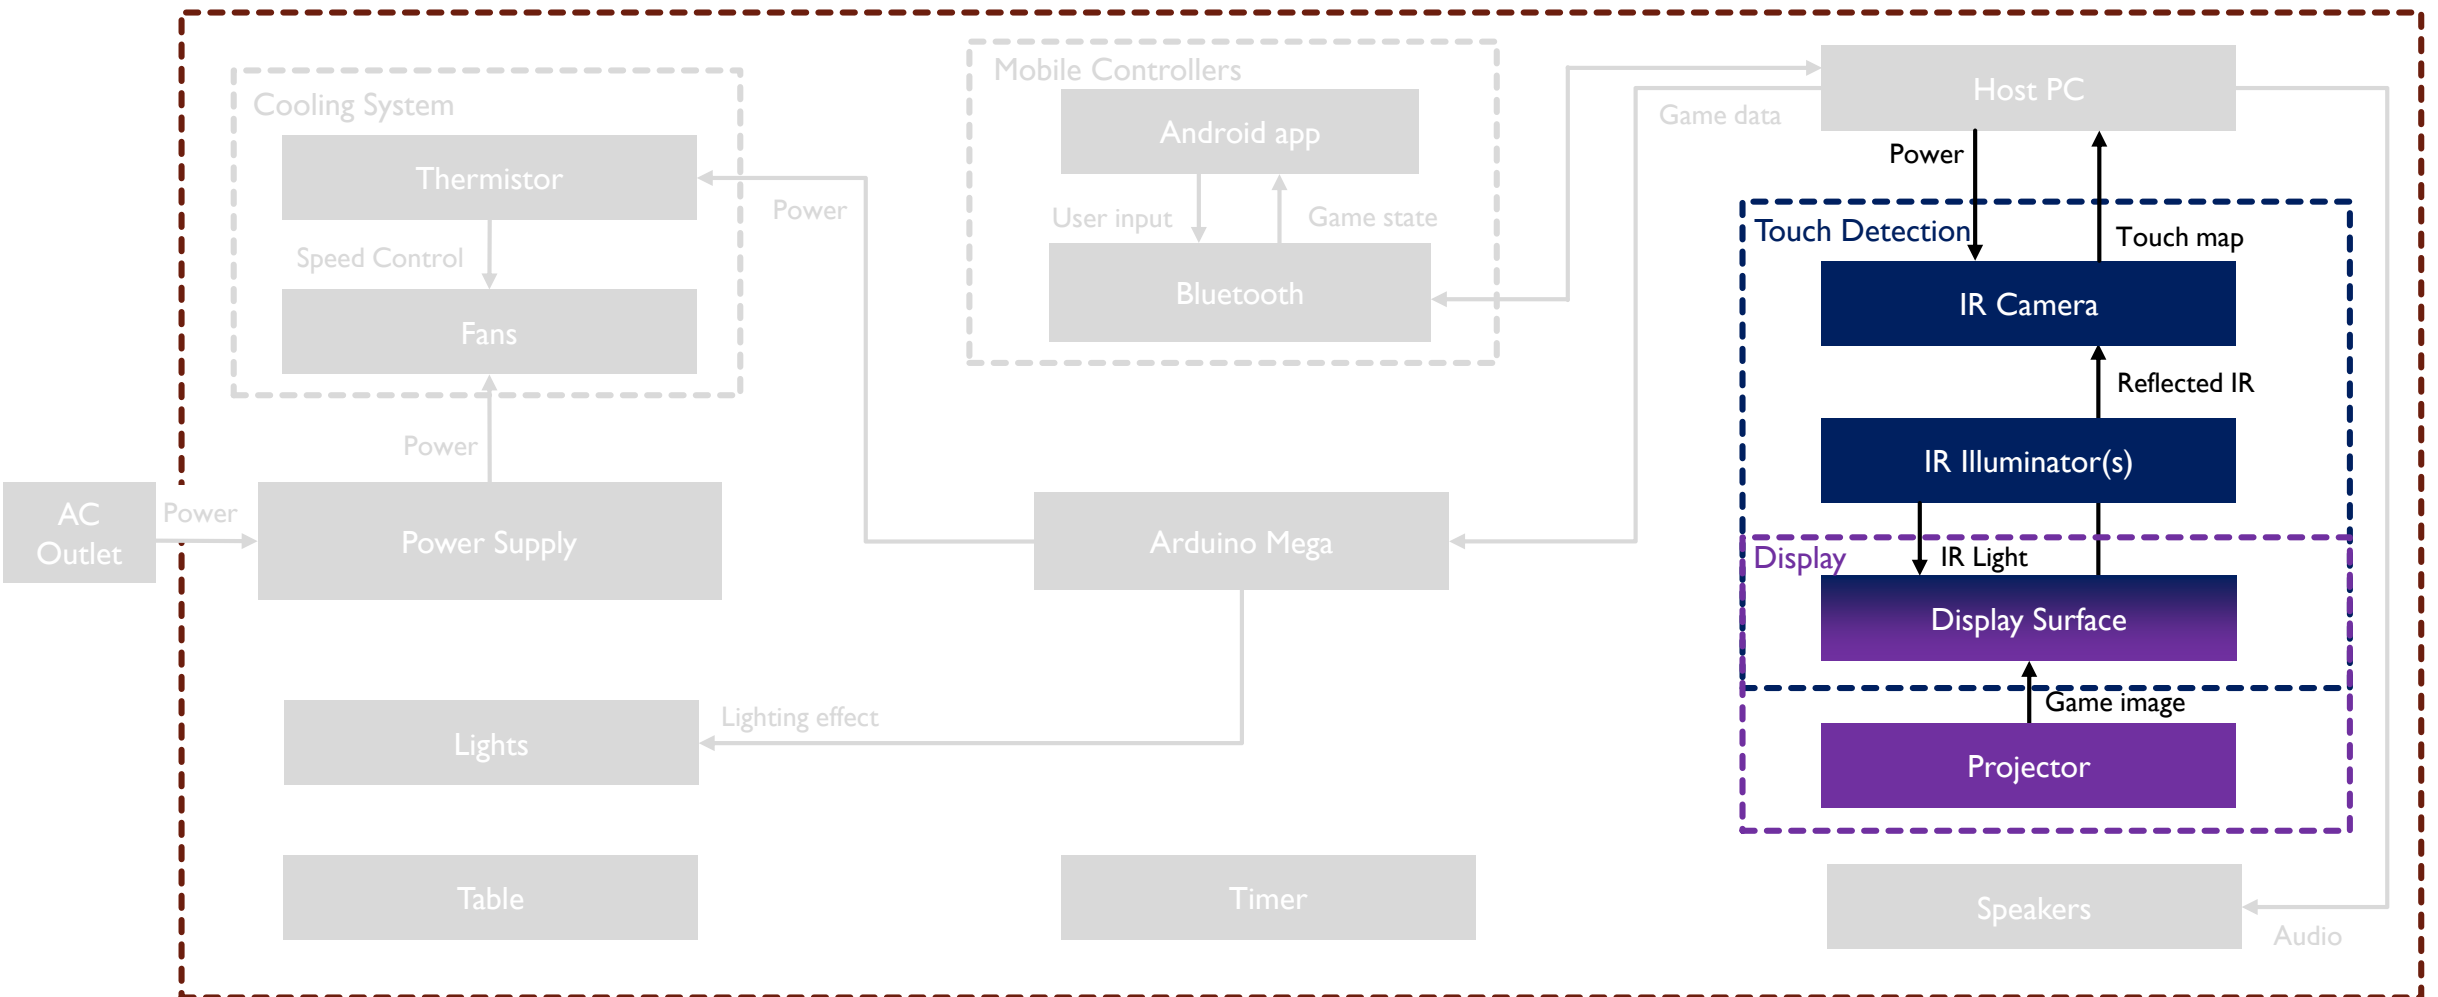 Cooling System
Thermistor
Speed Control
Fans
Power
AC
Outlet
Power
Power Supply
Lights
Table
Mobile Controllers
Android app
User input
Game state
Bluetooth
Power
Arduino Mega
Lighting effect
Timer
Host PC
Game data
Power
Touch Detection
Touch map
IR Camera
Reflected IR
IR Illuminator(s)
Display
IR Light
Display Surface
Game image
Projector
Speakers
Audio